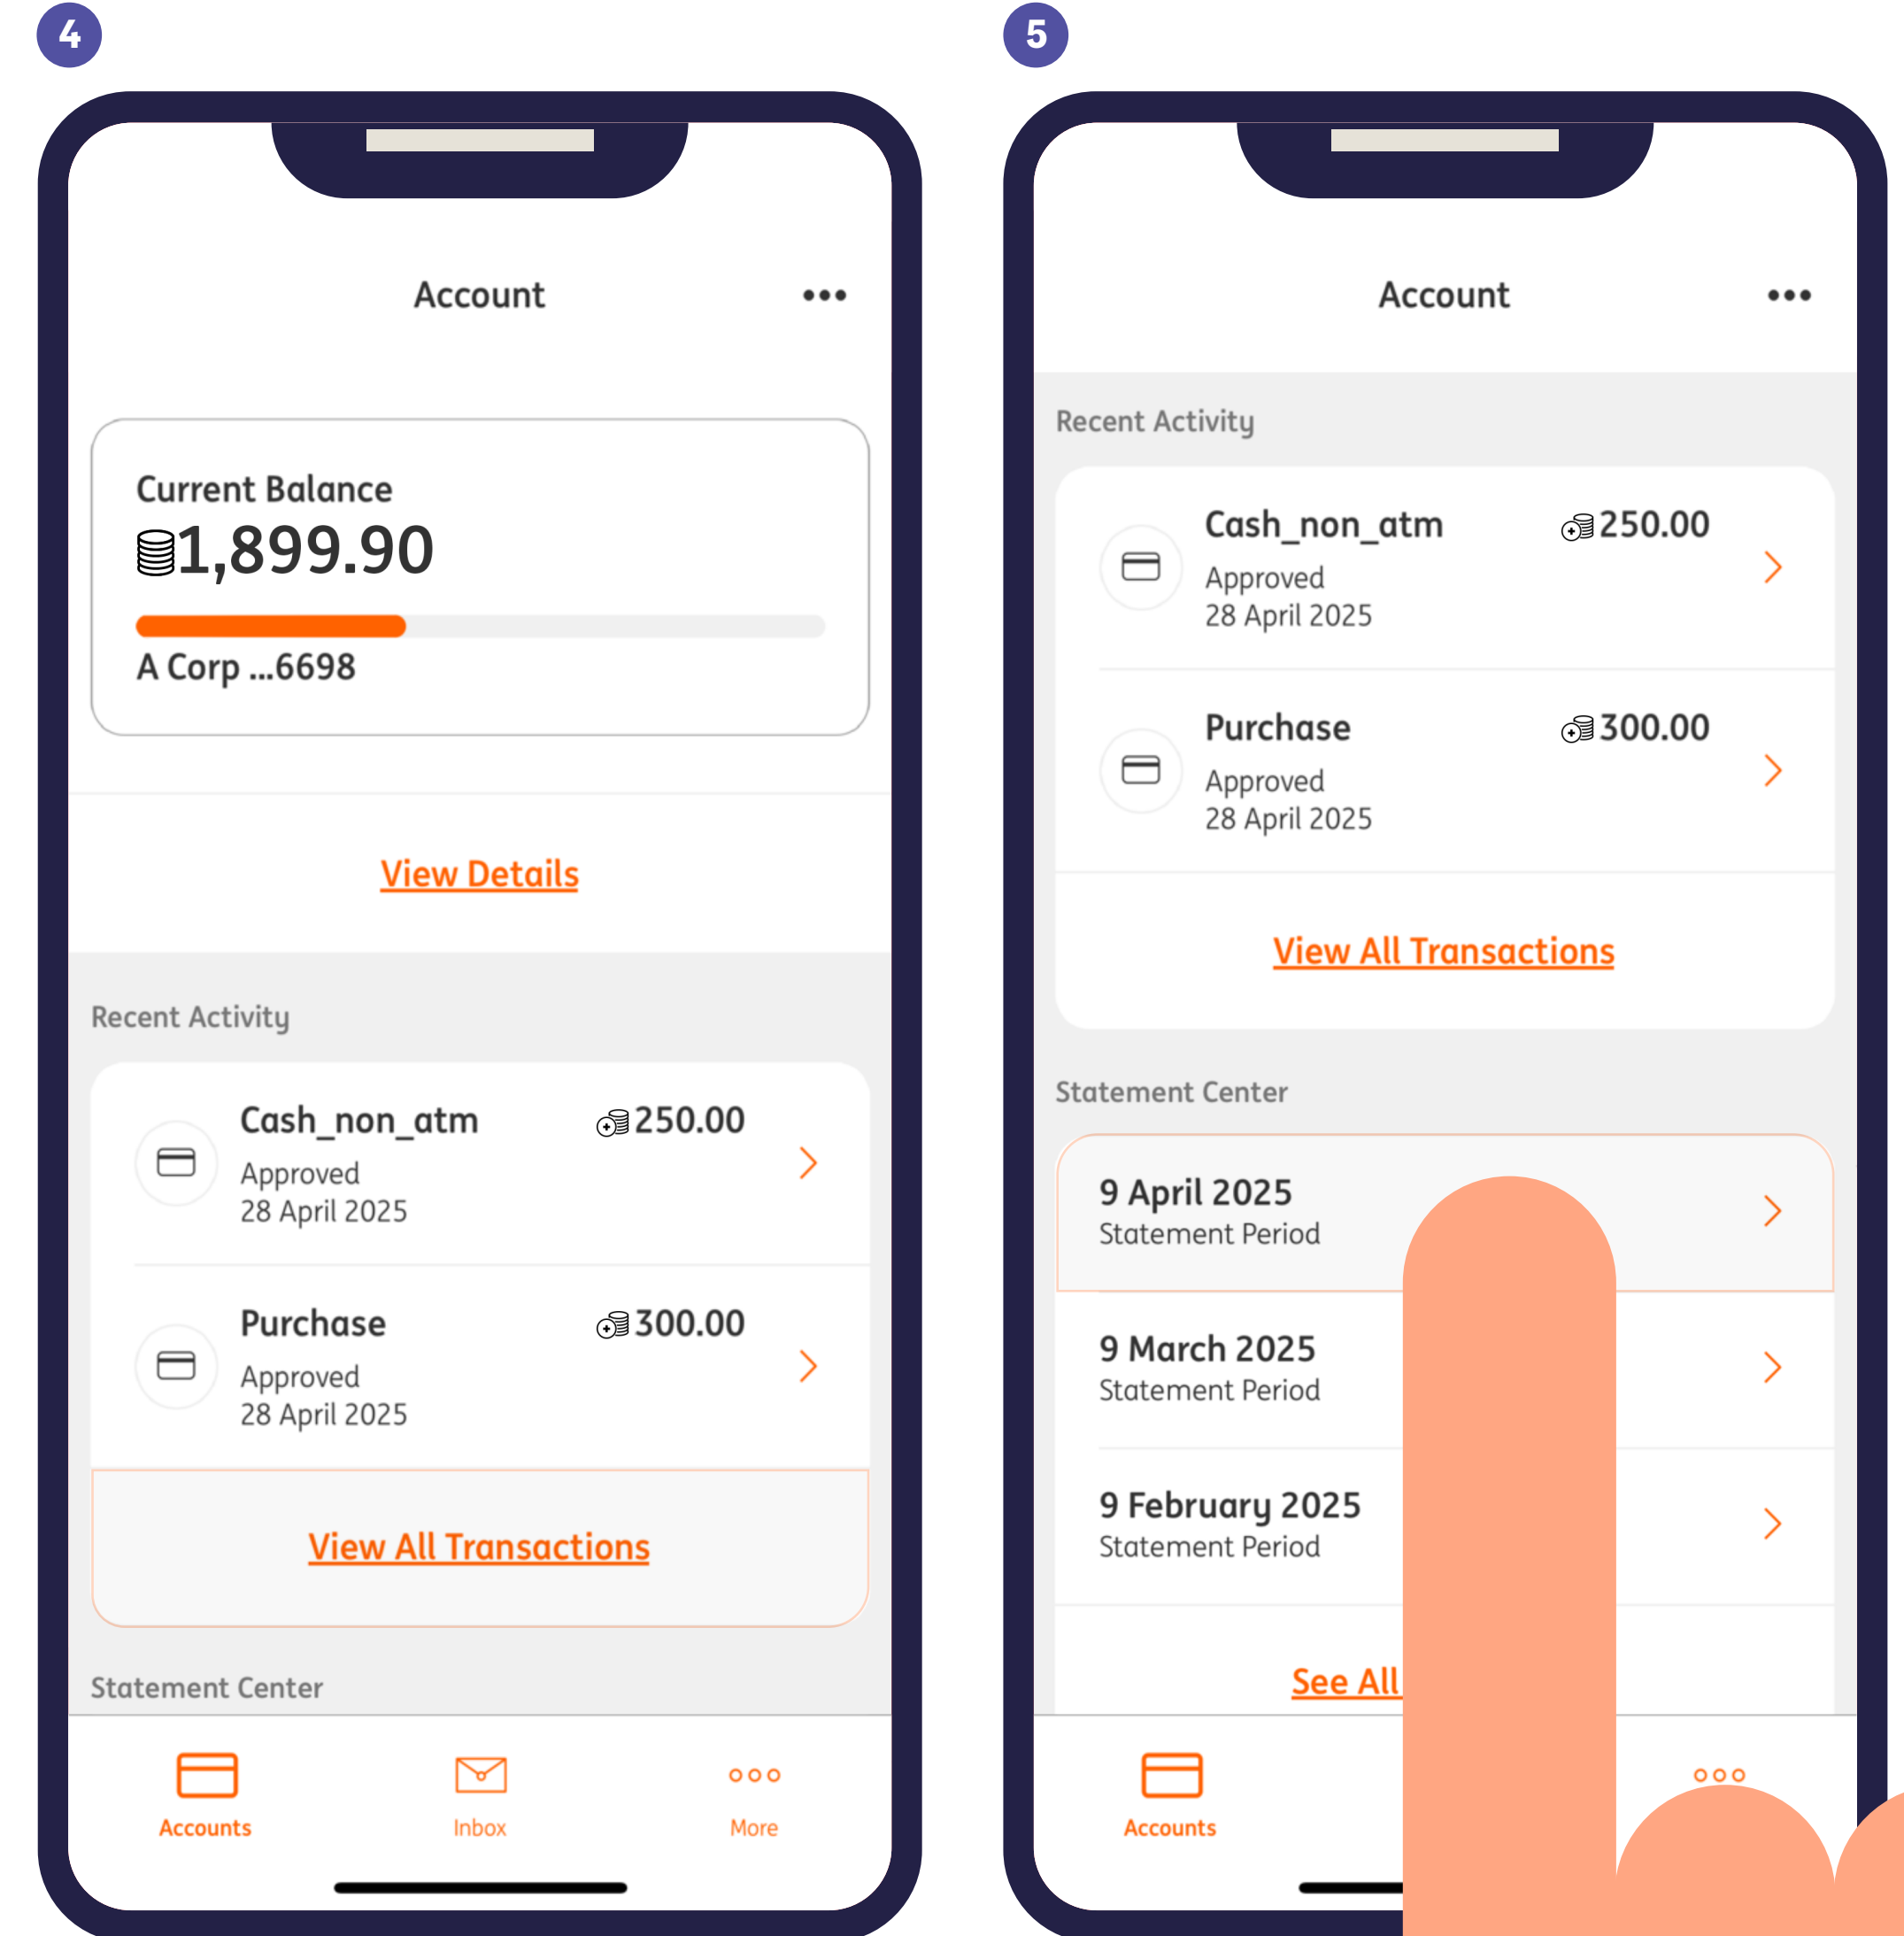 4
Account
Current Balance
1,899.90
A Corp ...6698
View Details
Recent Activity
Cash_non_atm 250.00
Approved
28 April 2025
Purchase 300.00
Approved
28 April 2025
View All Transactions
Statement Center
Accounts Inbox More
5
Account
Recent Activity
Cash_non_atm 250.00
Approved
28 April 2025
Purchase 300.00
Approved
28 April 2025
View All Transactions
Statement Center
9 April 2025
Statement Period
9 March 2025
Statement Period
9 February 2025
Statement Period
See All
Accounts